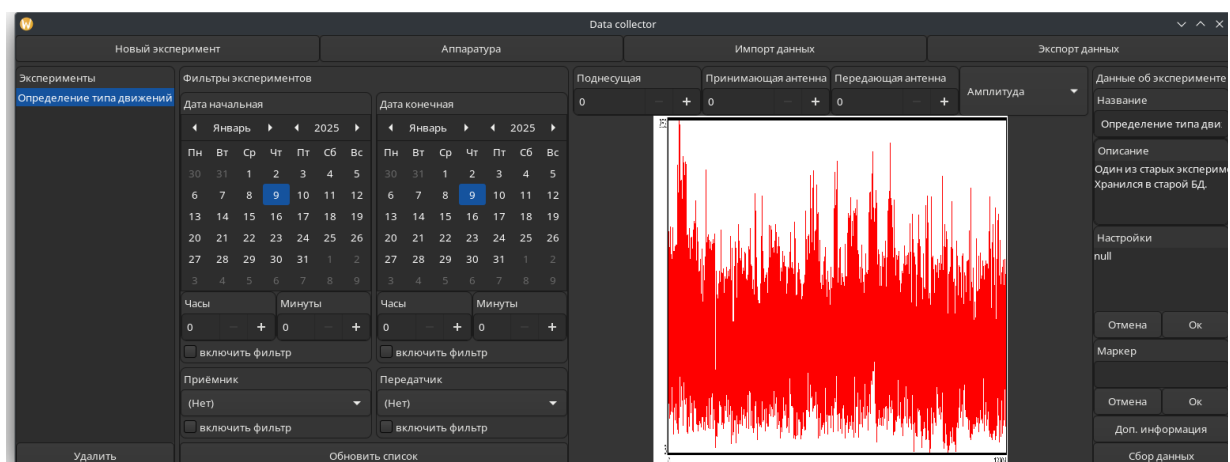 Data collector
Новый эксперимент
Аппаратура
Импорт данных
Экспорт данных
Эксперименты
Определение типа движений
Удалить
Фильтры экспериментов
Дата начальная
Январь 2025
Пн Вт Ср Чт Пт Сб Вс
30 31 1 2 3 4 5
6 7 8 9 10 11 12
13 14 15 16 17 18 19
20 21 22 23 24 25 26
27 28 29 30 31 1 2
3 4 5 6 7 8 9
Часы
Минуты
0 − +
0 − +
включить фильтр
Дата конечная
Январь 2025
Пн Вт Ср Чт Пт Сб Вс
30 31 1 2 3 4 5
6 7 8 9 10 11 12
13 14 15 16 17 18 19
20 21 22 23 24 25 26
27 28 29 30 31 1 2
3 4 5 6 7 8 9
Часы
Минуты
0 − +
0 − +
включить фильтр
Приёмник
(Нет)
включить фильтр
Передатчик
(Нет)
включить фильтр
Обновить список
Поднесущая
0 − +
Принимающая антенна
0 − +
Передающая антенна
0 − +
Амплитуда
Данные об эксперименте
Название
Определение типа дви
Описание
Один из старых экспериме
Хранился в старой БД.
Настройки
null
Отмена
Ок
Маркер
Отмена
Ок
Доп. информация
Сбор данных